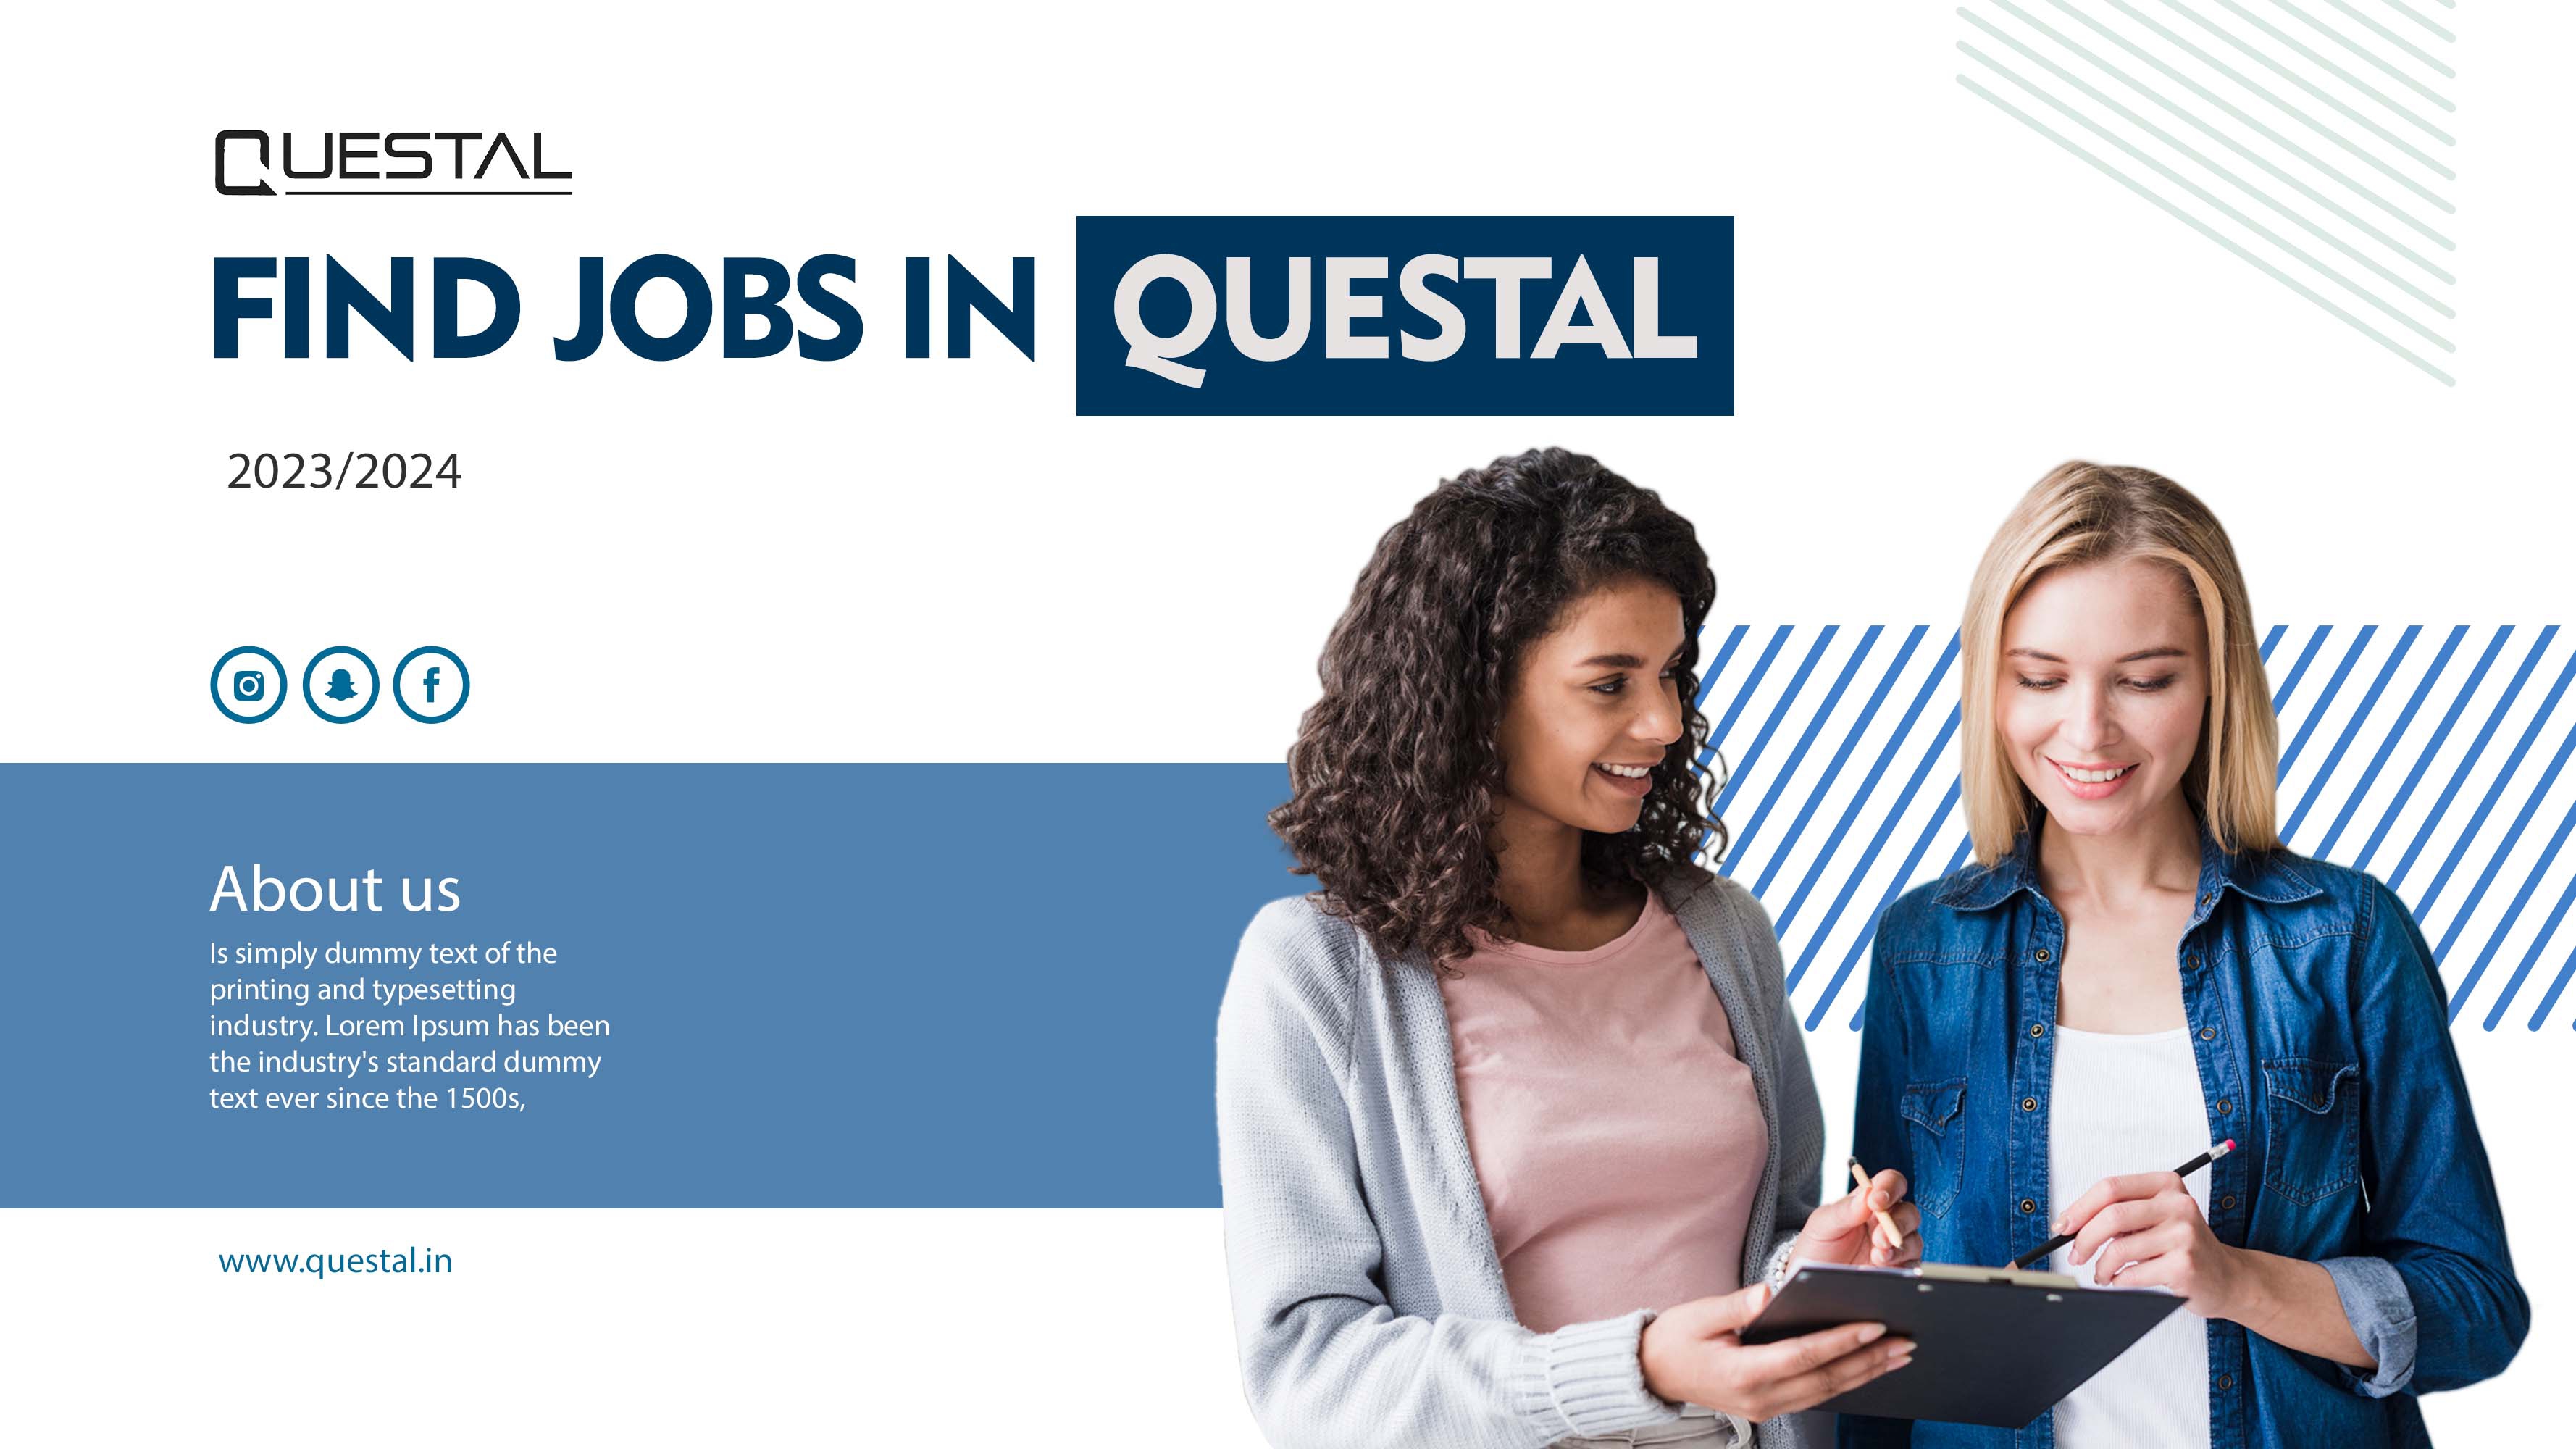 QUESTAL
FIND JOBS IN QUESTAL
2023/2024
About us
Is simply dummy text of the
printing and typesetting
industry. Lorem Ipsum has been
the industry's standard dummy
text ever since the 1500s,
www.questal.in